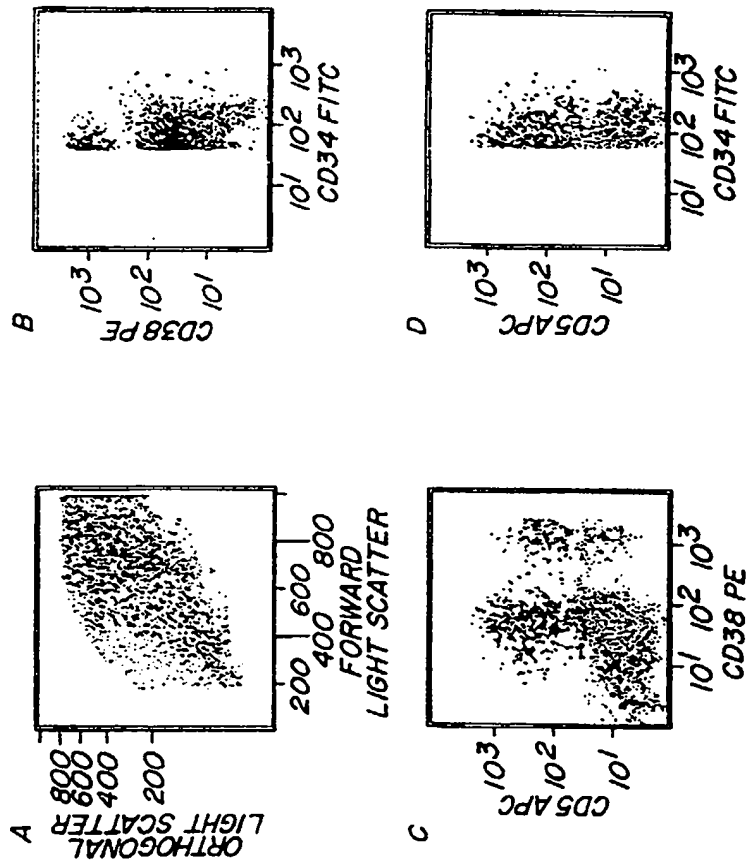 A
ORTHOGONAL
LIGHT SCATTER
800
600
400
200
200
400
600
800
FORWARD
LIGHT SCATTER
B
CD38 PE
10³
10²
10¹
10¹
10²
10³
CD34 FITC
C
CD5 APC
10³
10²
10¹
10¹
10²
10³
CD38 PE
D
CD5 APC
10³
10²
10¹
10¹
10²
10³
CD34 FITC